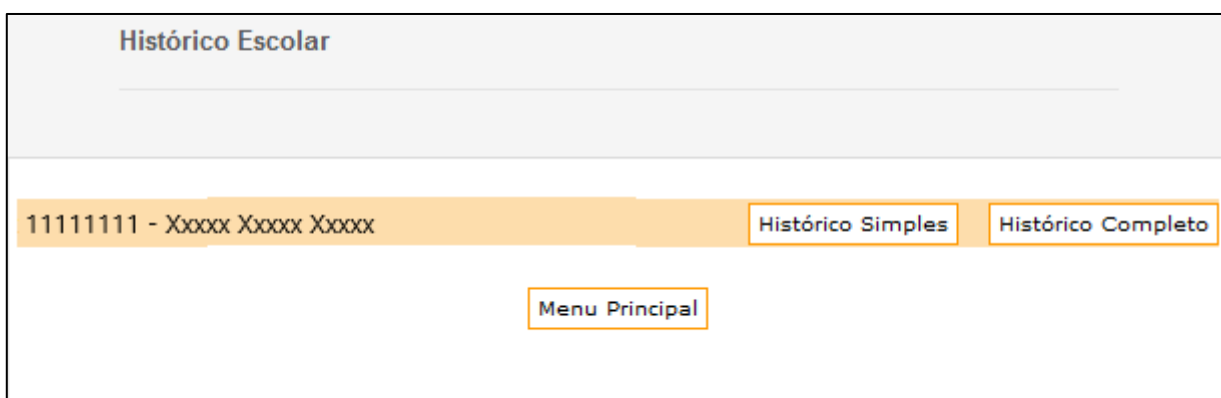 Histórico Escolar
11111111 - Xxxxx Xxxxx Xxxxx Histórico Simples Histórico Completo
Menu Principal